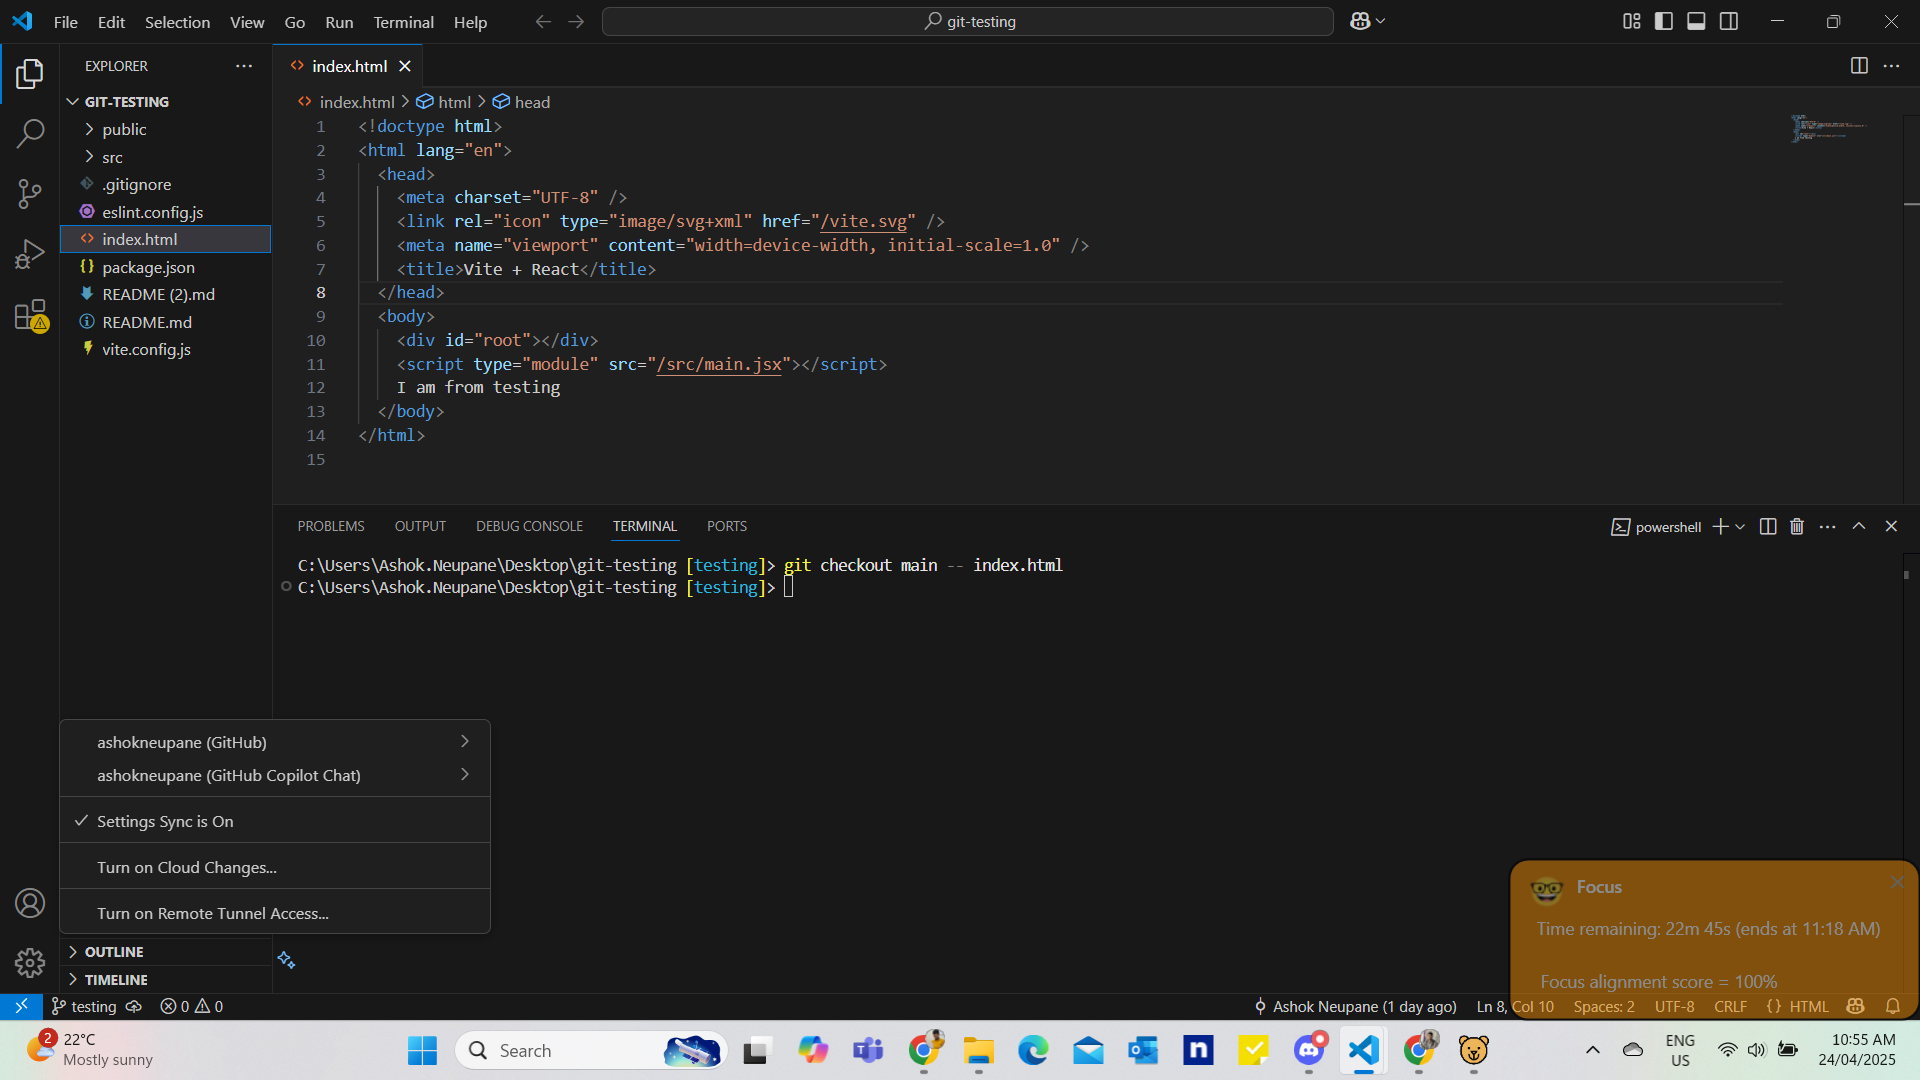 File Edit Selection View Go Run Terminal Help
git-testing
EXPLORER
index.html
GIT-TESTING
public
src
.gitignore
eslint.config.js
index.html
package.json
README (2).md
README.md
vite.config.js
index.html > html > head
1 <!doctype html>
2 <html lang="en">
3 <head>
4 <meta charset="UTF-8" />
5 <link rel="icon" type="image/svg+xml" href="/vite.svg" />
6 <meta name="viewport" content="width=device-width, initial-scale=1.0" />
7 <title>Vite + React</title>
8 </head>
9 <body>
10 <div id="root"></div>
11 <script type="module" src="/src/main.jsx"></script>
12 I am from testing
13 </body>
14 </html>
15
PROBLEMS OUTPUT DEBUG CONSOLE TERMINAL PORTS
powershell
C:\Users\Ashok.Neupane\Desktop\git-testing [testing]> git checkout main -- index.html
C:\Users\Ashok.Neupane\Desktop\git-testing [testing]>
ashokneupane (GitHub)
ashokneupane (GitHub Copilot Chat)
Settings Sync is On
Turn on Cloud Changes...
Turn on Remote Tunnel Access...
OUTLINE
TIMELINE
Focus
Time remaining: 22m 45s (ends at 11:18 AM)
Focus alignment score = 100%
testing 0 0
Ashok Neupane (1 day ago) Ln 8, Col 10 Spaces: 2 UTF-8 CRLF {} HTML
2
22°C
Mostly sunny
Search
n
ENG
US
10:55 AM
24/04/2025